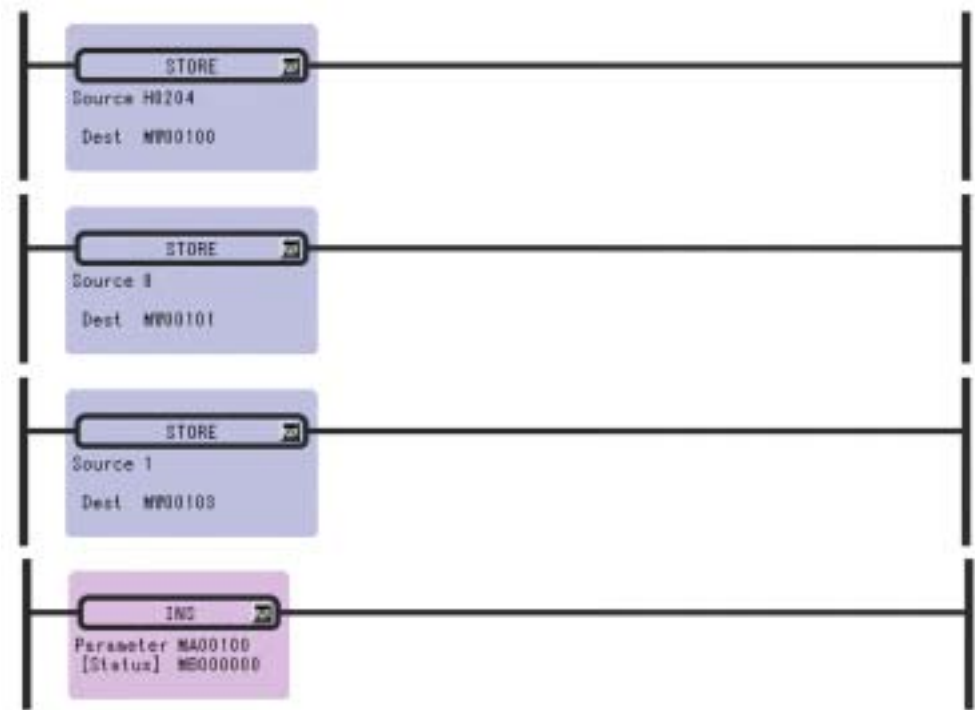 STORE
Source H0204
Dest MW00100
STORE
Source
Dest MW00101
STORE
Source 1
Dest MW00103
INS
Parameter MA00100
[Status] MB000000